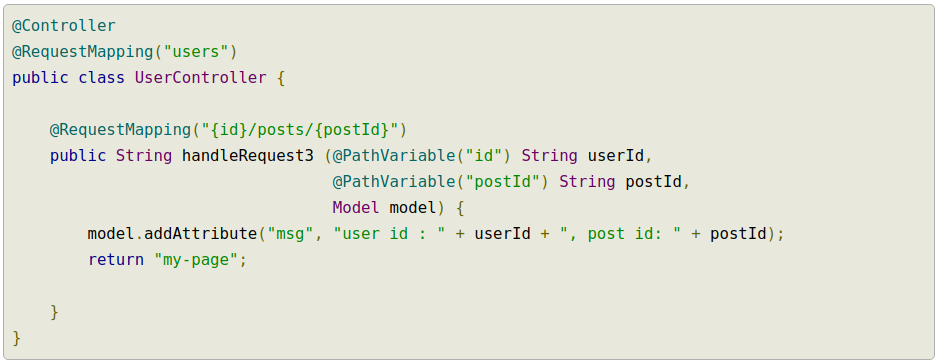 @Controller
@RequestMapping("users")
public class UserController {
@RequestMapping("{id}/posts/{postId}")
public String handleRequest3 (@PathVariable("id") String userId,
@PathVariable("postId") String postId,
Model model) {
model.addAttribute("msg", "user id : " + userId + ", post id: " + postId);
return "my-page";
}
}